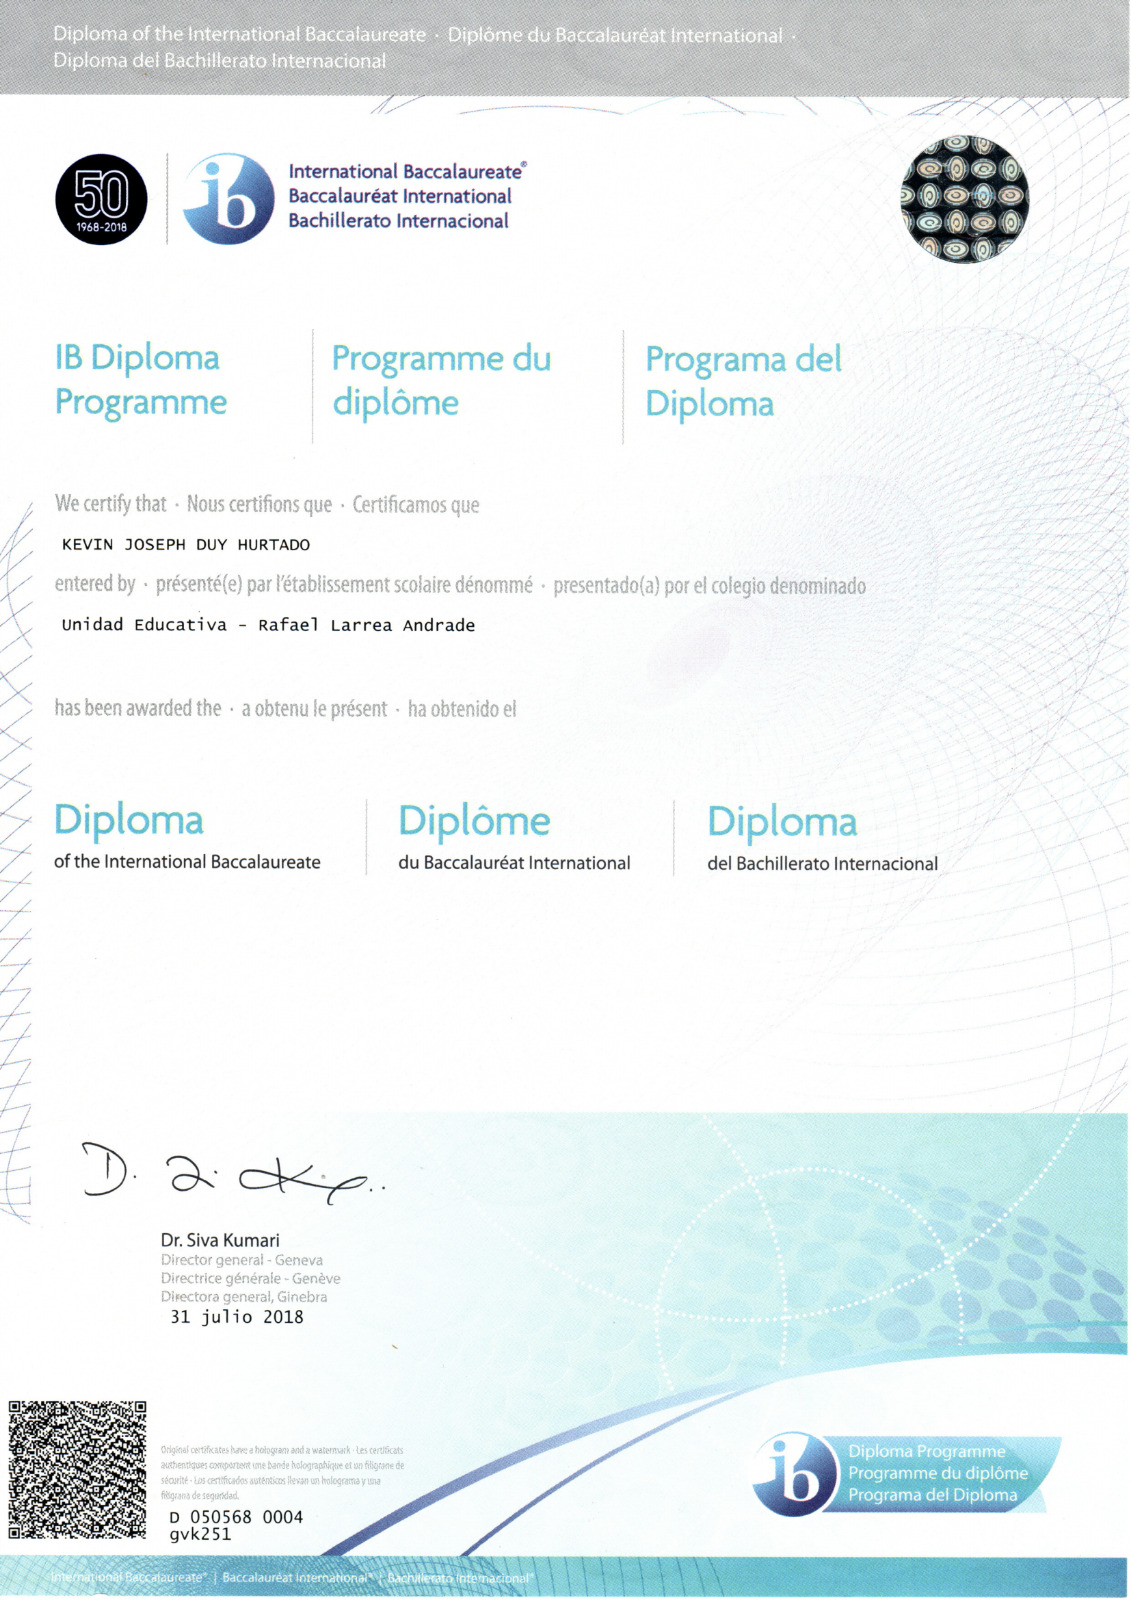 Diploma of the International Baccalaureate · Diplôme du Baccalauréat International ·
Diploma del Bachillerato Internacional
50
1968-2018
ib
International Baccalaureate®
Baccalauréat International
Bachillerato Internacional
IB Diploma
Programme
Programme du
diplôme
Programa del
Diploma
We certify that · Nous certifions que · Certificamos que
KEVIN JOSEPH DUY HURTADO
entered by · présenté(e) par l'établissement scolaire dénommé · presentado(a) por el colegio denominado
Unidad Educativa - Rafael Larrea Andrade
has been awarded the · a obtenu le présent · ha obtenido el
Diploma
of the International Baccalaureate
Diplôme
du Baccalauréat International
Diploma
del Bachillerato Internacional
Dr. Siva Kumari
Director general - Geneva
Directrice générale - Genève
Directora general, Ginebra
31 julio 2018
Original certificates have a hologram and a watermark · Les certificats
authentiques comportent une bande holographique et un filigrane de
sécurité · Los certificados auténticos llevan un holograma y una
filigrana de seguridad.
D 050568 0004
gvk251
ib
Diploma Programme
Programme du diplôme
Programa del Diploma
International Baccalaureate® | Baccalauréat International® | Bachillerato Internacional®